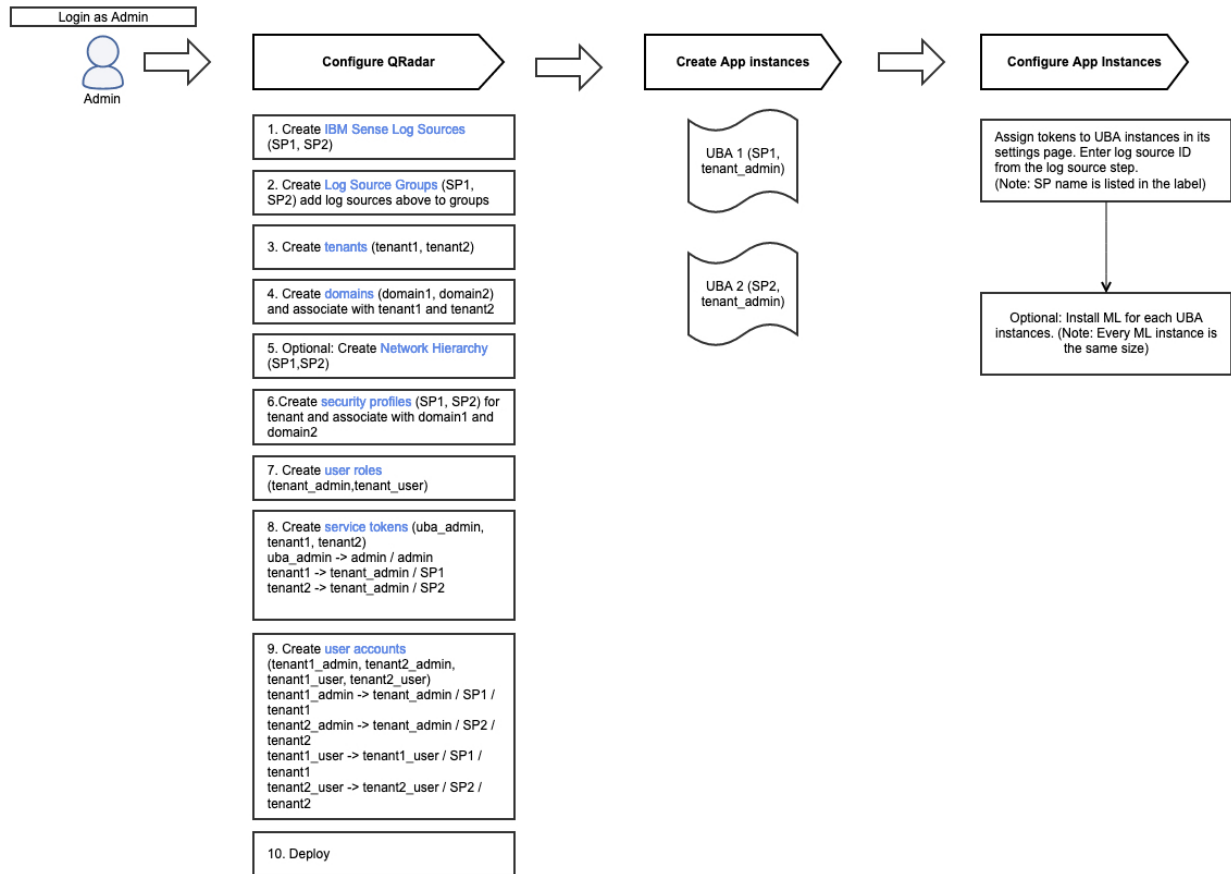 Login as Admin
Admin
Configure QRadar
Create App instances
Configure App Instances
1. Create IBM Sense Log Sources
(SP1, SP2)
2. Create Log Source Groups (SP1,
SP2) add log sources above to groups
3. Create tenants (tenant1, tenant2)
4. Create domains (domain1, domain2)
and associate with tenant1 and tenant2
5. Optional: Create Network Hierarchy
(SP1,SP2)
6.Create security profiles (SP1, SP2) for
tenant and associate with domain1 and
domain2
7. Create user roles
(tenant_admin,tenant_user)
8. Create service tokens (uba_admin,
tenant1, tenant2)
uba_admin -> admin / admin
tenant1 -> tenant_admin / SP1
tenant2 -> tenant_admin / SP2
9. Create user accounts
(tenant1_admin, tenant2_admin,
tenant1_user, tenant2_user)
tenant1_admin -> tenant_admin / SP1 /
tenant1
tenant2_admin -> tenant_admin / SP2 /
tenant2
tenant1_user -> tenant1_user / SP1 /
tenant1
tenant2_user -> tenant2_user / SP2 /
tenant2
10. Deploy
UBA 1 (SP1,
tenant_admin)
UBA 2 (SP2,
tenant_admin)
Assign tokens to UBA instances in its
settings page. Enter log source ID
from the log source step.
(Note: SP name is listed in the label)
Optional: Install ML for each UBA
instances. (Note: Every ML instance is
the same size)